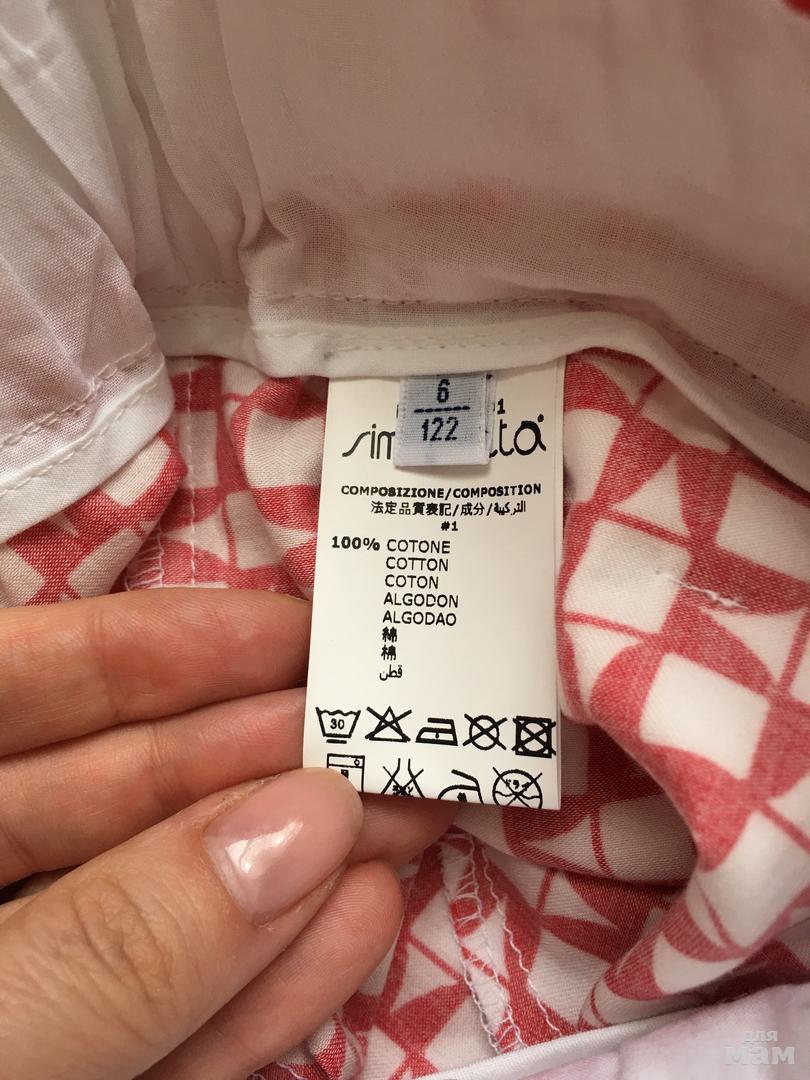 6
122
COMPOSIZIONE/COMPOSITION
法定品質表記/成分/التركيبة
#1
100% COTONE
COTTON
COTON
ALGODON
ALGODAO
綿
棉
قطن
30
для
мам